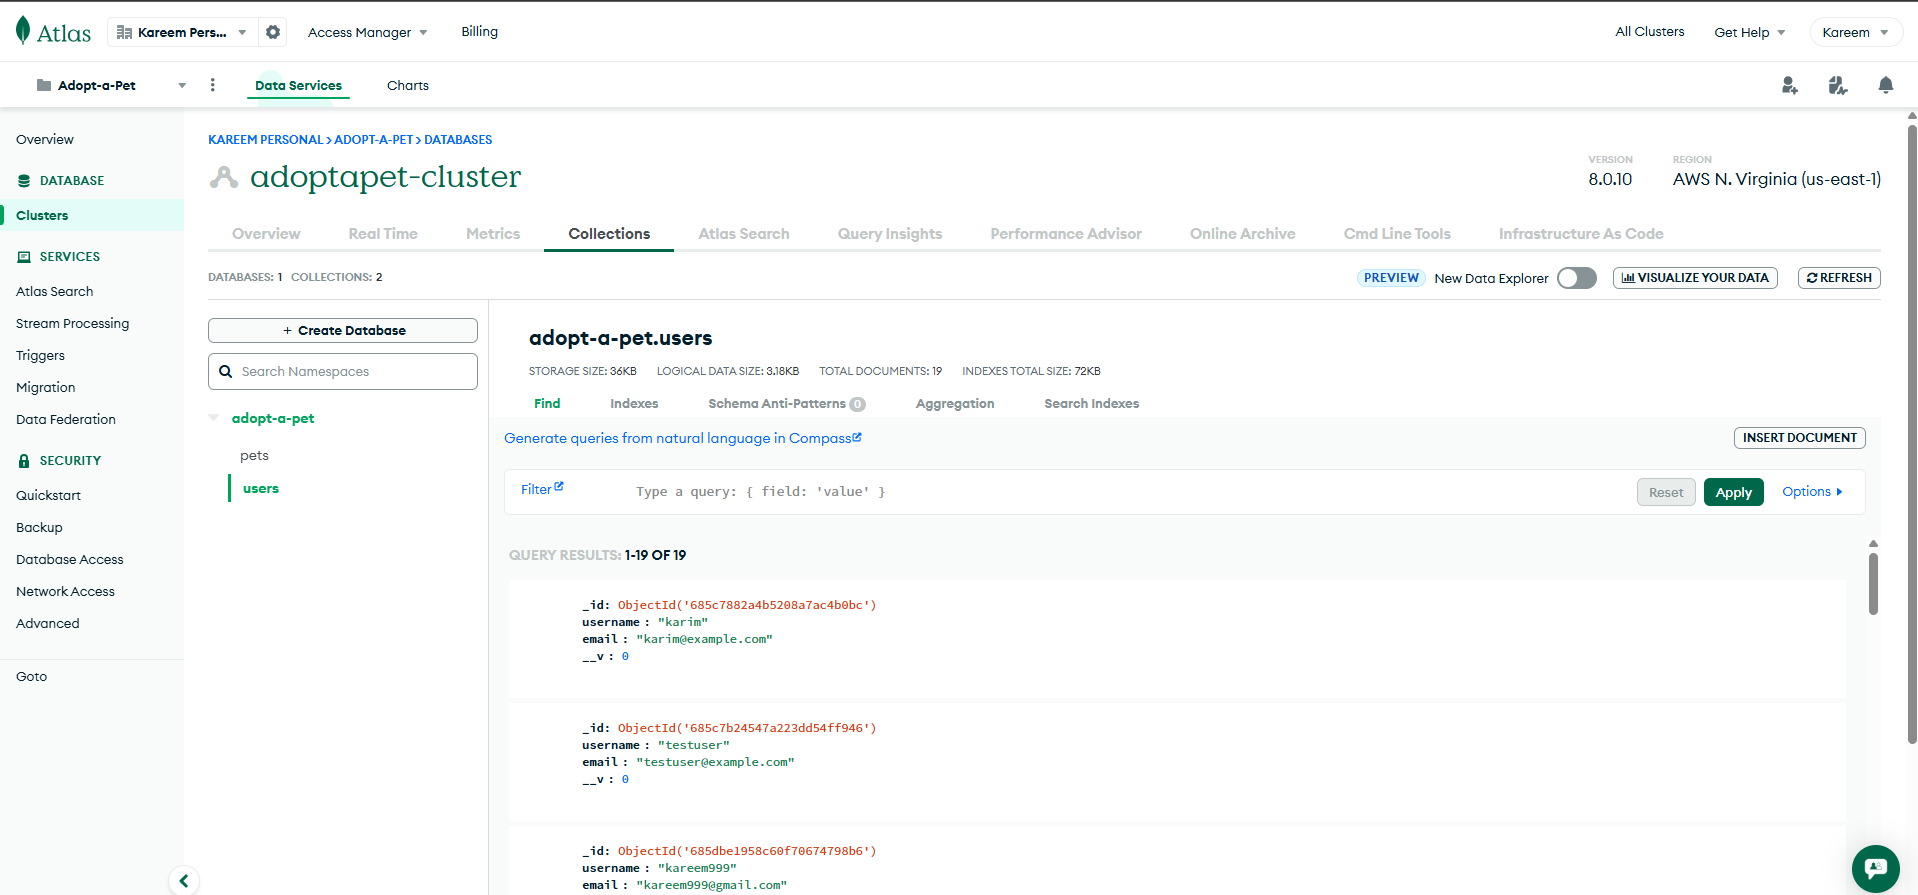 Atlas
Kareem Pers...
Access Manager
Billing
All Clusters
Get Help
Kareem
Adopt-a-Pet
Data Services
Charts
Overview
DATABASE
Clusters
SERVICES
Atlas Search
Stream Processing
Triggers
Migration
Data Federation
SECURITY
Quickstart
Backup
Database Access
Network Access
Advanced
Goto
KAREEM PERSONAL > ADOPT-A-PET > DATABASES
adoptapet-cluster
VERSION
8.0.10
REGION
AWS N. Virginia (us-east-1)
Overview
Real Time
Metrics
Collections
Atlas Search
Query Insights
Performance Advisor
Online Archive
Cmd Line Tools
Infrastructure As Code
DATABASES: 1 COLLECTIONS: 2
PREVIEW
New Data Explorer
VISUALIZE YOUR DATA
REFRESH
+ Create Database
Search Namespaces
adopt-a-pet
pets
users
adopt-a-pet.users
STORAGE SIZE: 36KB LOGICAL DATA SIZE: 3.18KB TOTAL DOCUMENTS: 19 INDEXES TOTAL SIZE: 72KB
Find
Indexes
Schema Anti-Patterns 0
Aggregation
Search Indexes
Generate queries from natural language in Compass
INSERT DOCUMENT
Filter
Type a query: { field: 'value' }
Reset
Apply
Options
QUERY RESULTS: 1-19 OF 19
_id: ObjectId('685c7882a4b5208a7ac4b0bc')
username : "karim"
email : "karim@example.com"
__v : 0
_id: ObjectId('685c7b24547a223dd54ff946')
username : "testuser"
email : "testuser@example.com"
__v : 0
_id: ObjectId('685dbe1958c60f70674798b6')
username : "kareem999"
email : "kareem999@gmail.com"